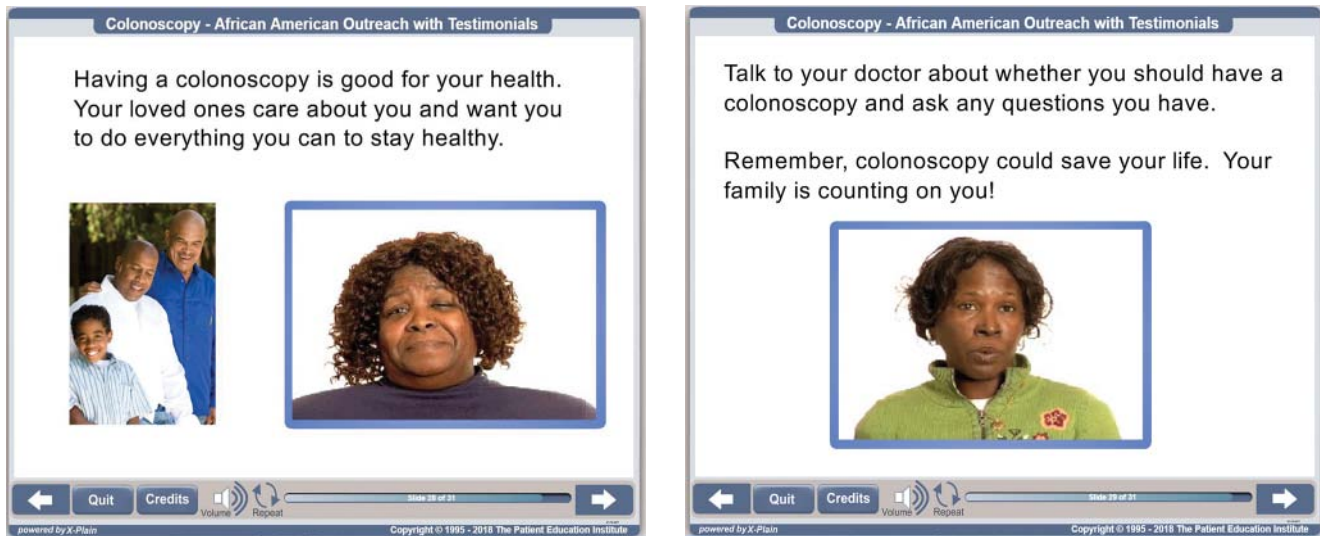 Colonoscopy - African American Outreach with Testimonials
Having a colonoscopy is good for your health.
Your loved ones care about you and want you
to do everything you can to stay healthy.
Quit
Credits
Volume
Repeat
Slide 28 of 31
powered by X-Plain
Copyright © 1995 - 2018 The Patient Education Institute
Colonoscopy - African American Outreach with Testimonials
Talk to your doctor about whether you should have a
colonoscopy and ask any questions you have.
Remember, colonoscopy could save your life.  Your
family is counting on you!
Quit
Credits
Volume
Repeat
Slide 29 of 31
powered by X-Plain
Copyright © 1995 - 2018 The Patient Education Institute